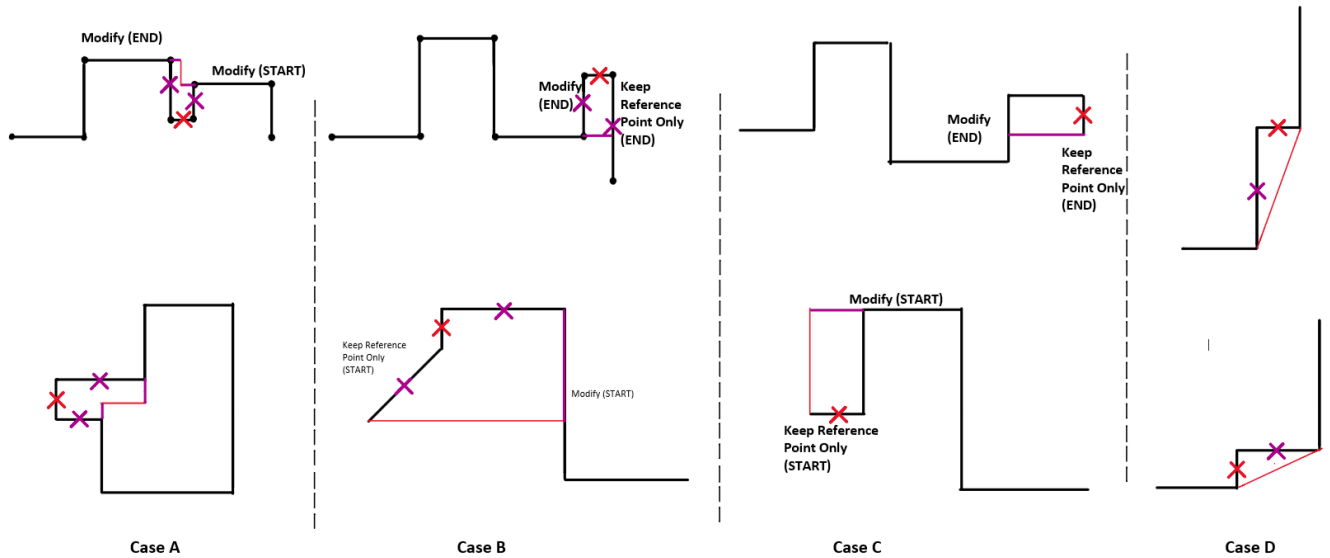 Modify (END)
Modify (START)
Modify
(END)
Keep
Reference
Point Only
(END)
Modify
(END)
Keep
Reference
Point Only
(END)
Keep Reference
Point Only
(START)
Modify (START)
Modify (START)
Keep Reference
Point Only
(START)
Case A
Case B
Case C
Case D